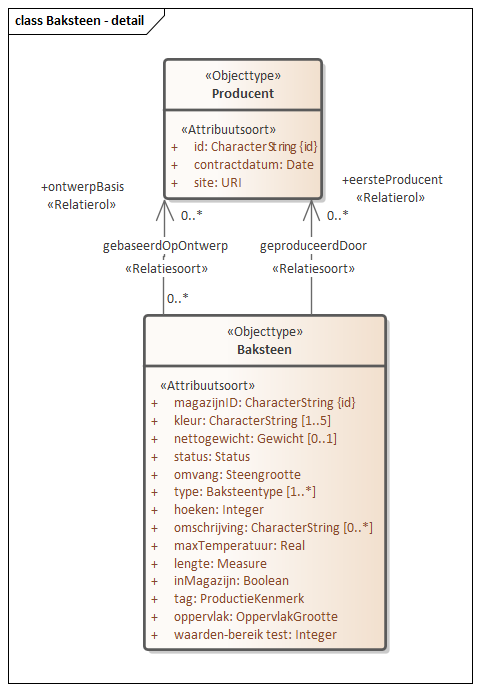 class Baksteen - detail
«Objecttype»
Producent
«Attribuutsoort»
+ id: CharacterString {id}
+ contractdatum: Date
+ site: URI
+ontwerpBasis
«Relatierol»
0..*
+eersteProducent
«Relatierol»
0..*
gebaseerdOpOntwerp
«Relatiesoort»
geproduceerdDoor
«Relatiesoort»
0..*
«Objecttype»
Baksteen
«Attribuutsoort»
+ magazijnID: CharacterString {id}
+ kleur: CharacterString [1..5]
+ nettogewicht: Gewicht [0..1]
+ status: Status
+ omvang: Steengrootte
+ type: Baksteentype [1..*]
+ hoeken: Integer
+ omschrijving: CharacterString [0..*]
+ maxTemperatuur: Real
+ lengte: Measure
+ inMagazijn: Boolean
+ tag: ProductieKenmerk
+ oppervlak: OppervlakGrootte
+ waarden-bereik test: Integer